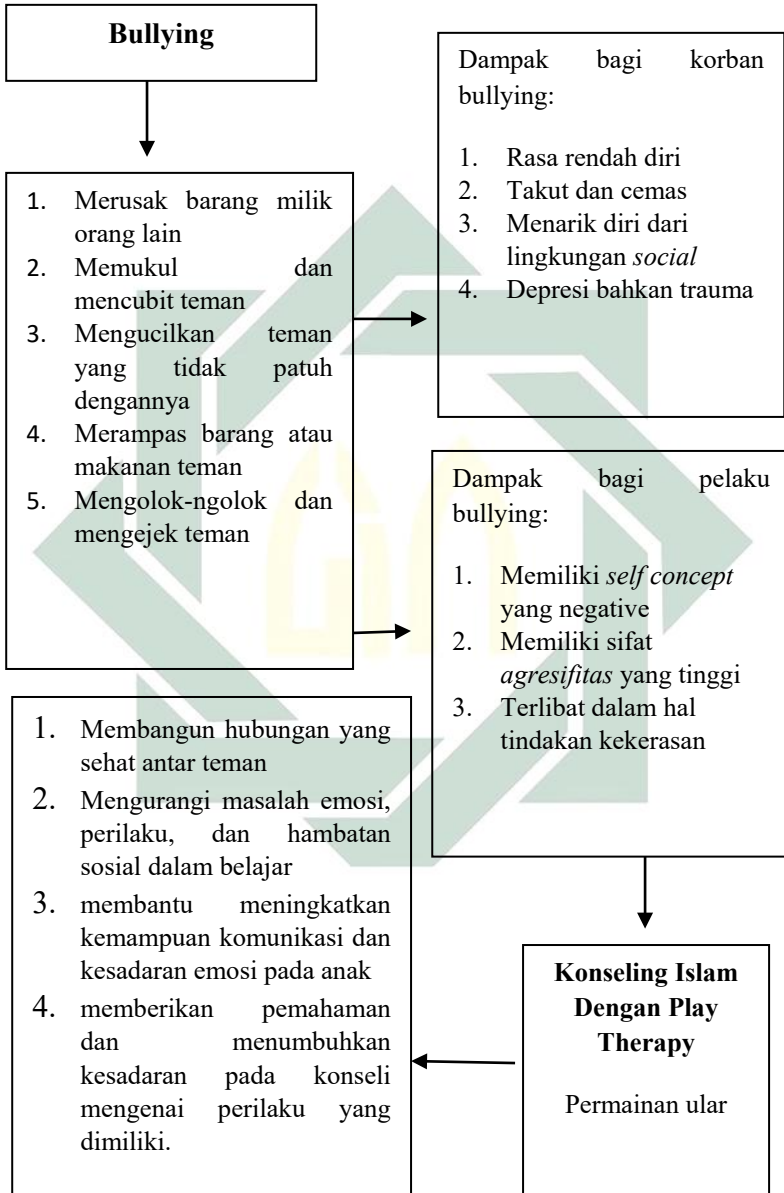 Bullying
1. Merusak barang milik
orang lain
2. Memukul dan
mencubit teman
3. Mengucilkan teman
yang tidak patuh
dengannya
4. Merampas barang atau
makanan teman
5. Mengolok-ngolok dan
mengejek teman
Dampak bagi korban
bullying:
1. Rasa rendah diri
2. Takut dan cemas
3. Menarik diri dari
lingkungan social
4. Depresi bahkan trauma
Dampak bagi pelaku
bullying:
1. Memiliki self concept
yang negative
2. Memiliki sifat
agresifitas yang tinggi
3. Terlibat dalam hal
tindakan kekerasan
Konseling Islam
Dengan Play
Therapy
Permainan ular
1. Membangun hubungan yang
sehat antar teman
2. Mengurangi masalah emosi,
perilaku, dan hambatan
sosial dalam belajar
3. membantu meningkatkan
kemampuan komunikasi dan
kesadaran emosi pada anak
4. memberikan pemahaman
dan menumbuhkan
kesadaran pada konseli
mengenai perilaku yang
dimiliki.